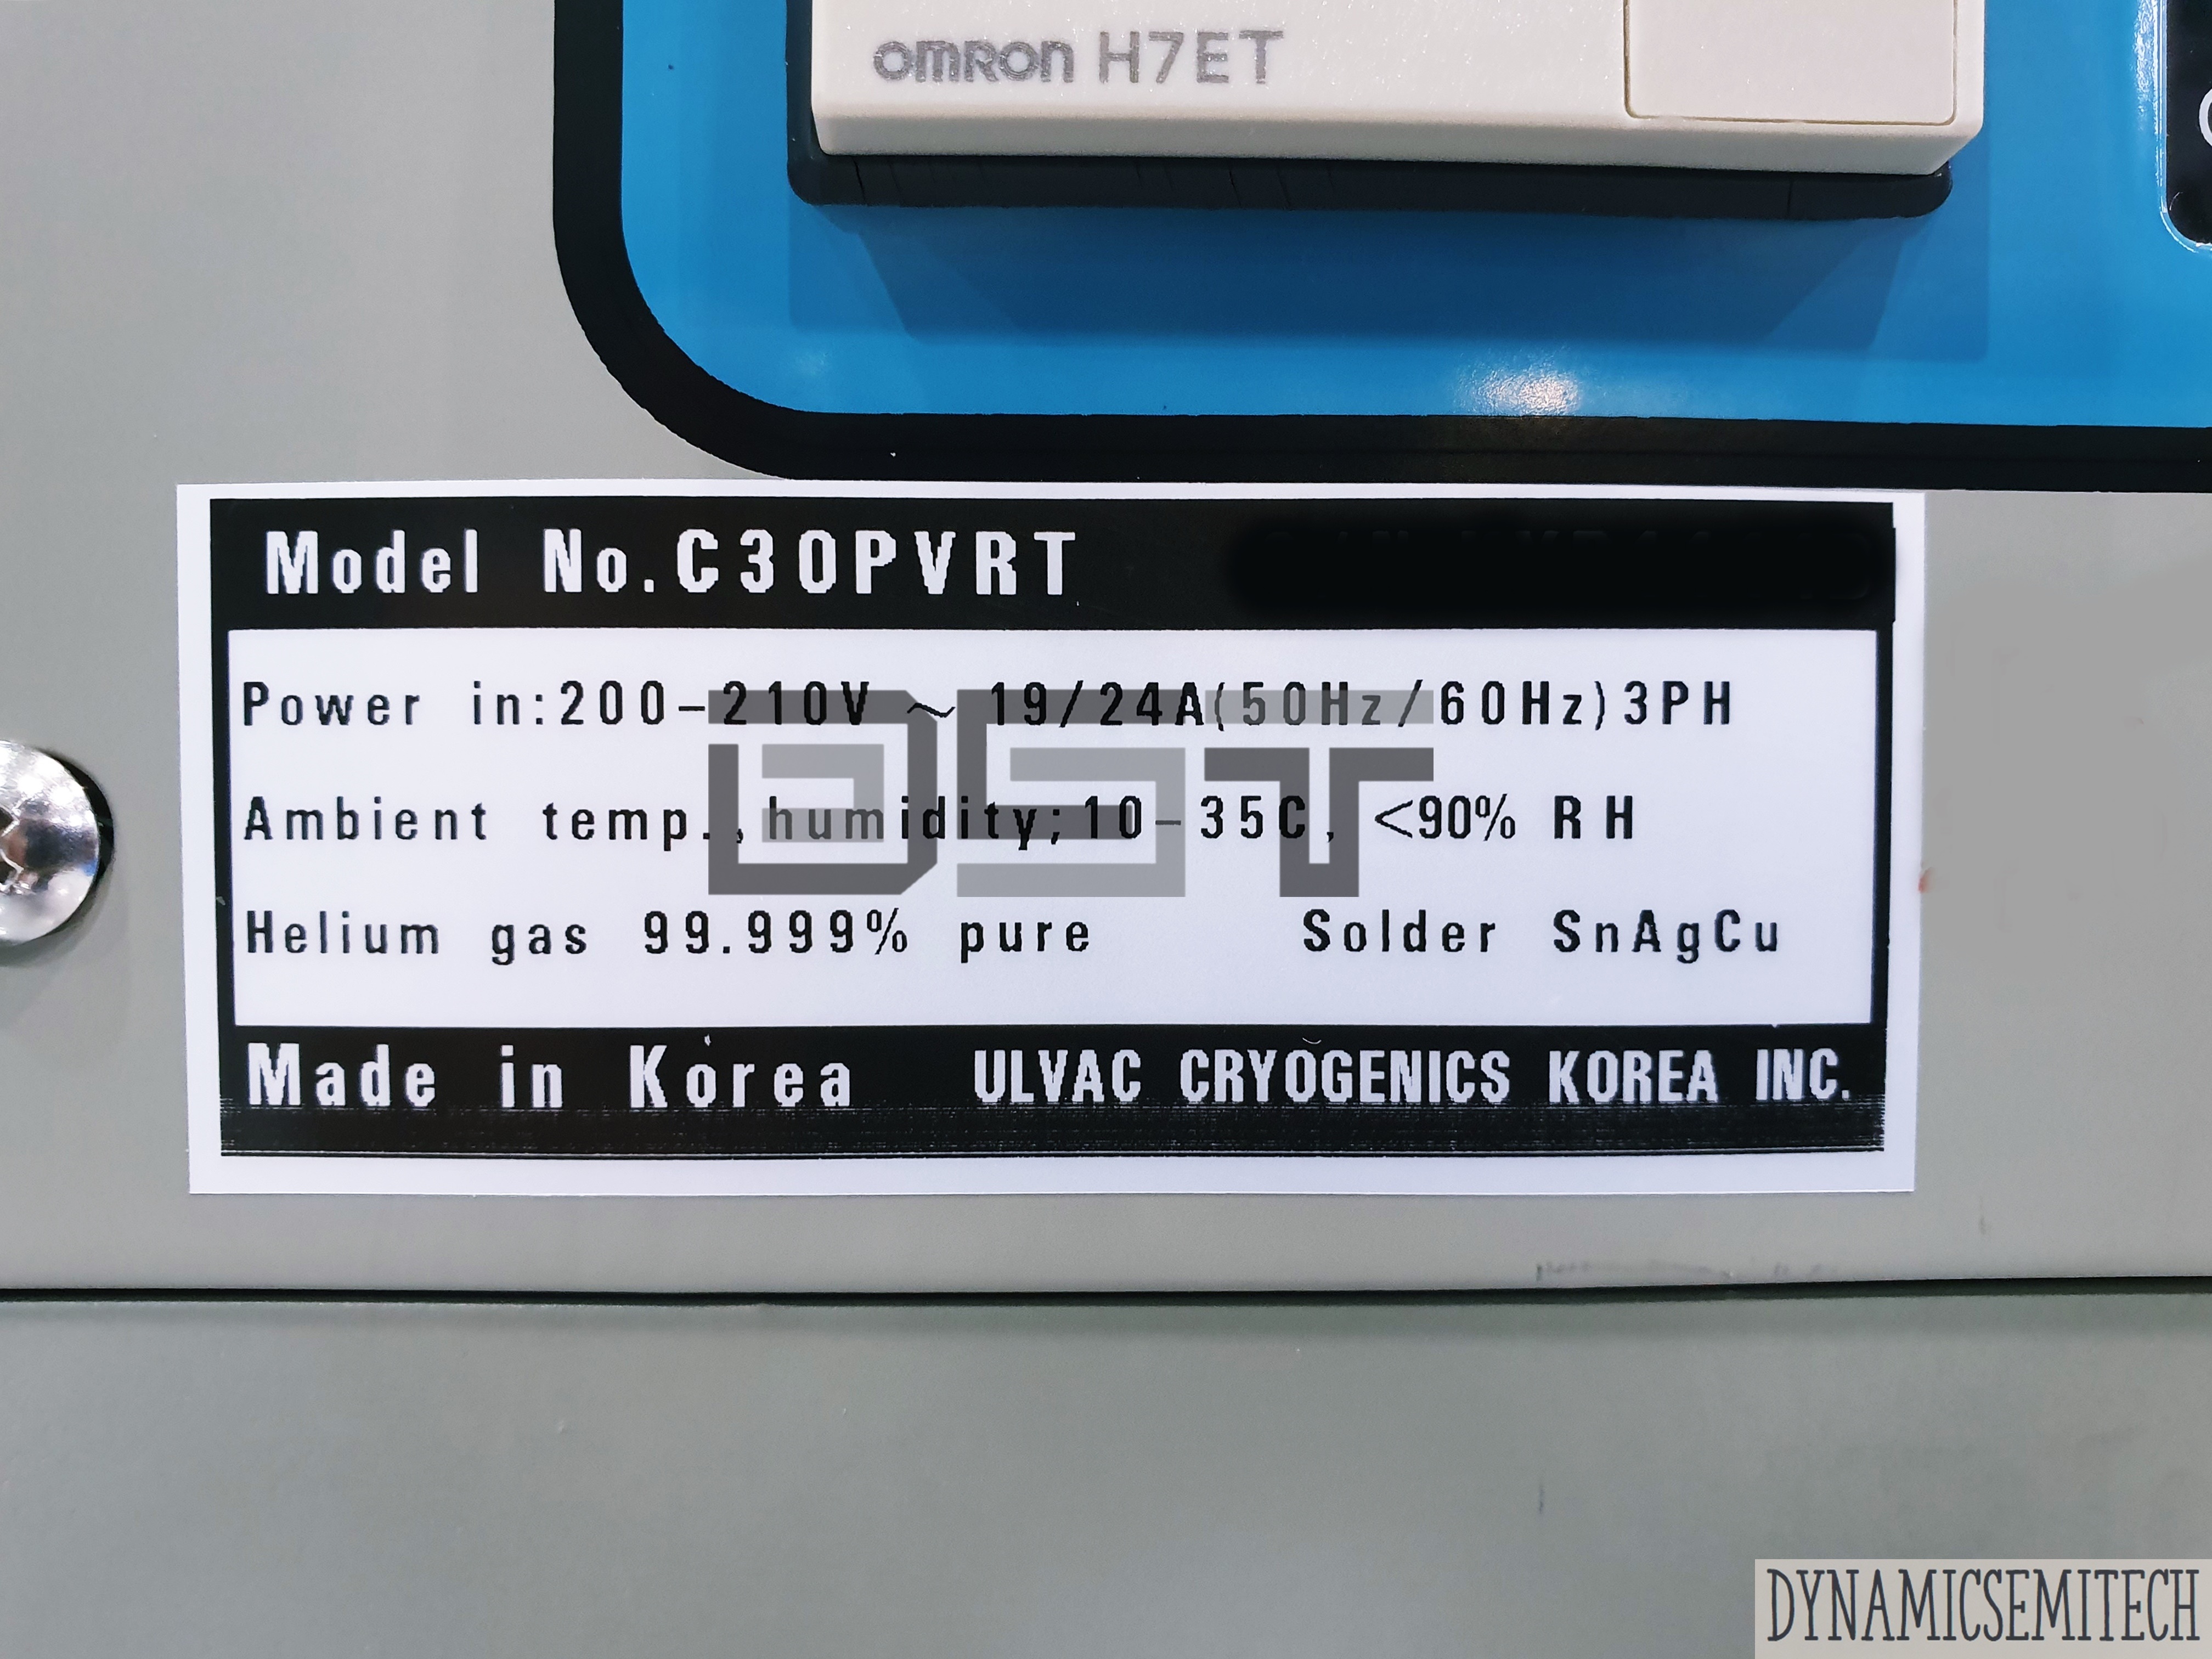 OMRON H7ET
Model No.C30PVRT
Power in:200-210V ~ 19/24A(50Hz/60Hz)3PH
DST
Ambient temp.,humidity;10-35C, <90% RH
Helium gas 99.999% pure Solder SnAgCu
Made in Korea ULVAC CRYOGENICS KOREA INC.
DYNAMICSEMITECH